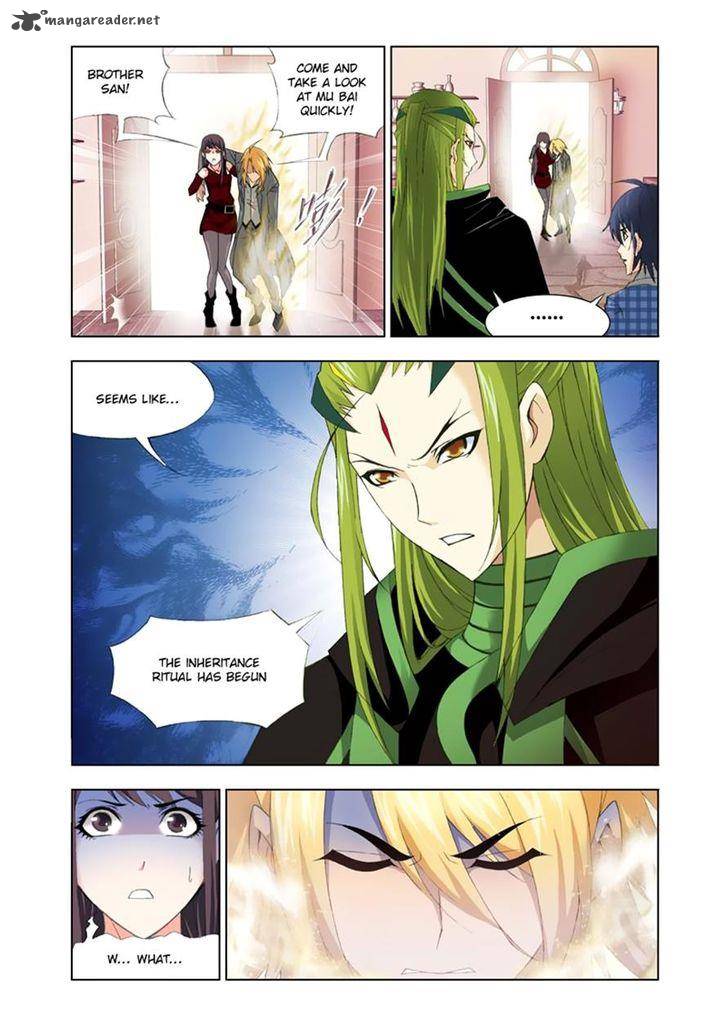 mangareader.net
BROTHER
SAN!
COME AND
TAKE A LOOK
AT MU BAI
QUICKLY!
嘭!
......
SEEMS LIKE...
THE INHERITANCE
RITUAL HAS BEGUN
W... WHAT...